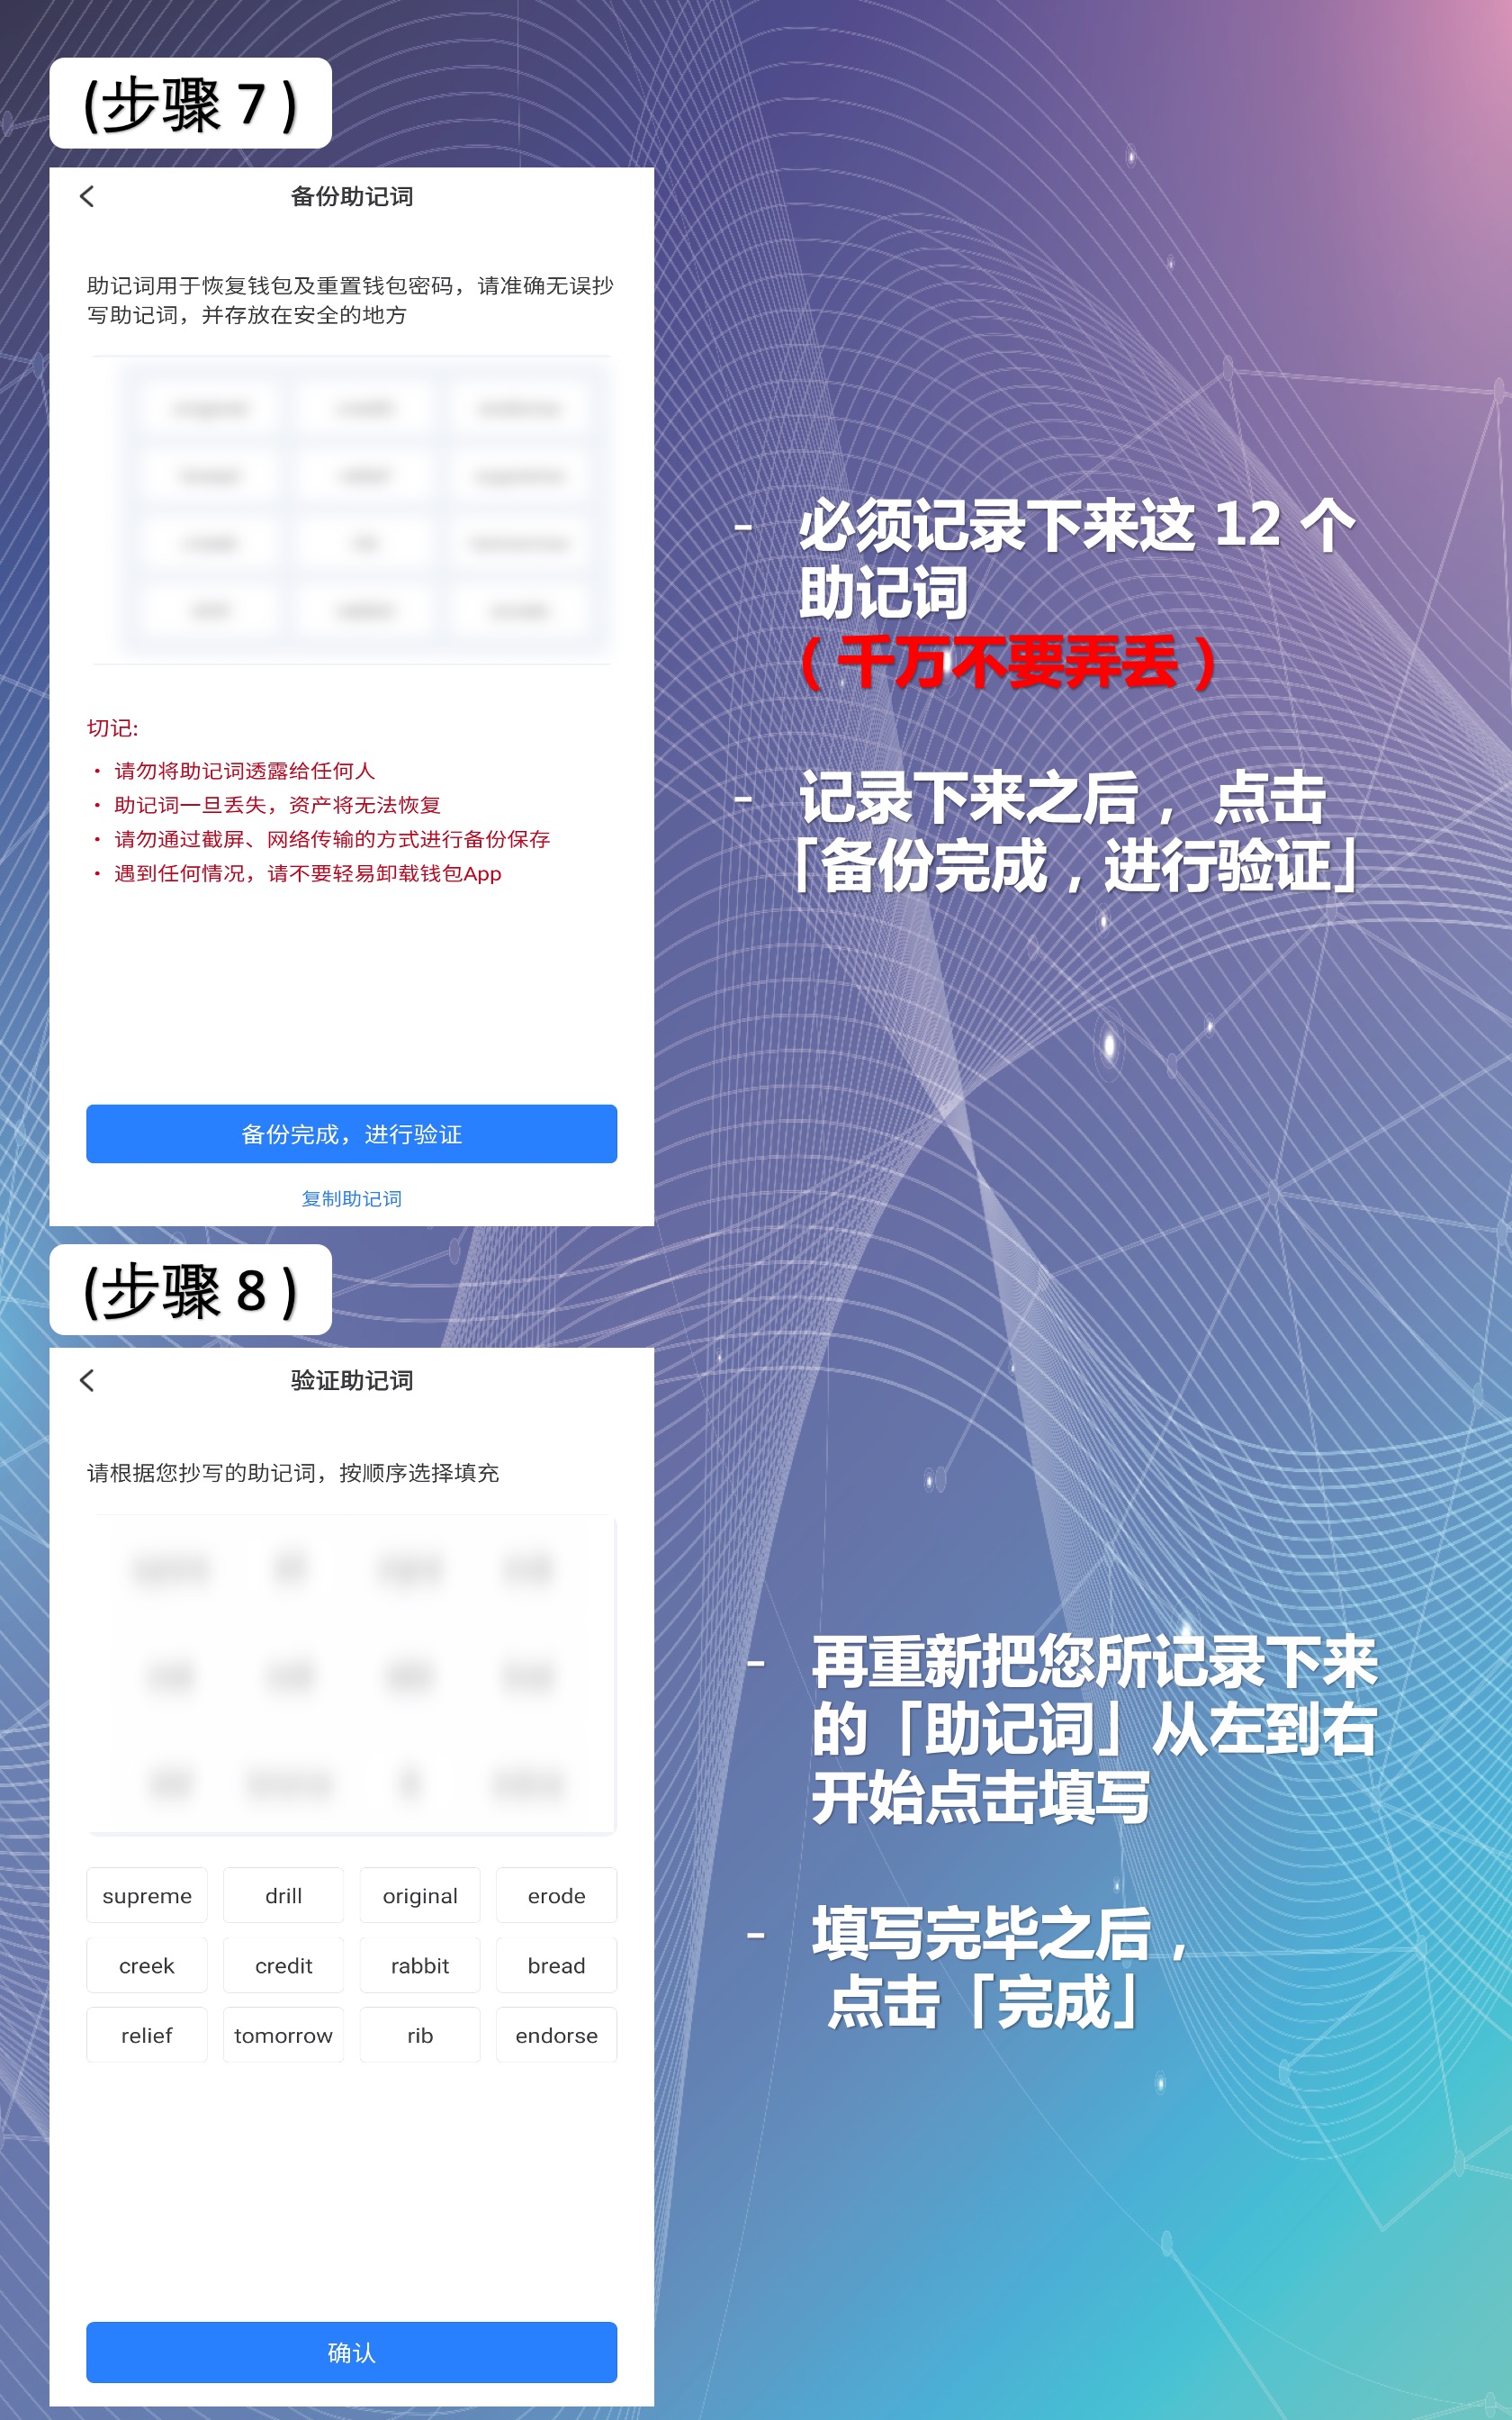 (步骤 7 )
备份助记词
助记词用于恢复钱包及重置钱包密码，请准确无误抄
写助记词，并存放在安全的地方
切记:
· 请勿将助记词透露给任何人
· 助记词一旦丢失，资产将无法恢复
· 请勿通过截屏、网络传输的方式进行备份保存
· 遇到任何情况，请不要轻易卸载钱包App
备份完成，进行验证
复制助记词
- 必须记录下来这 12 个
助记词
( 千万不要弄丢 )
- 记录下来之后， 点击
「备份完成，进行验证」
(步骤 8 )
验证助记词
请根据您抄写的助记词，按顺序选择填充
supreme drill original erode
creek credit rabbit bread
relief tomorrow rib endorse
确认
- 再重新把您所记录下来
的「助记词」从左到右
开始点击填写
- 填写完毕之后，
点击「完成」